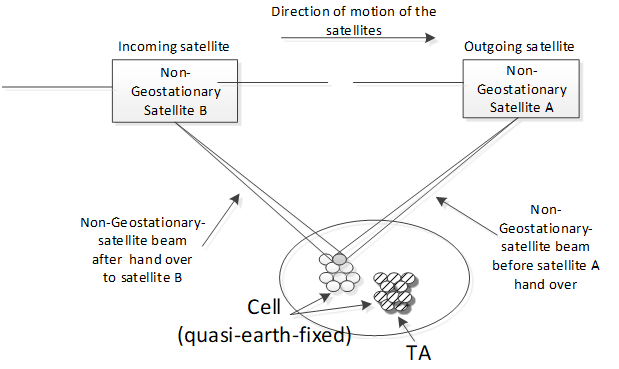 Direction of motion of the
satellites
Incoming satellite
Outgoing satellite
Non-
Geostationary
Satellite B
Non-
Geostationary
Satellite A
Non-Geostationary-
satellite beam
after hand over
to satellite B
Non-
Geostationary-
satellite beam
before satellite A
hand over
Cell
(quasi-earth-fixed)
TA